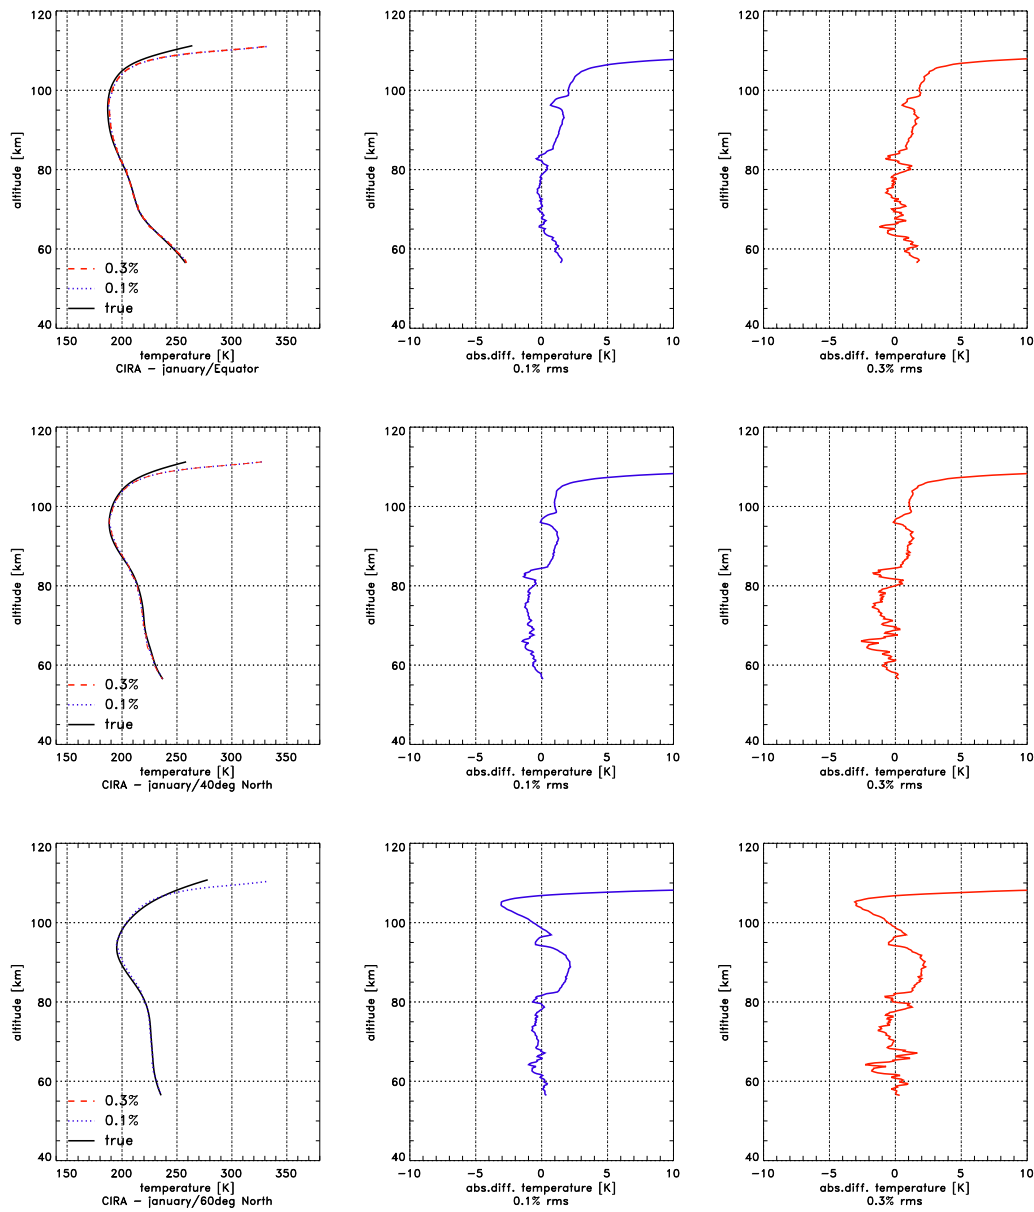 120
100
80
60
40
altitude [km]
0.3%
0.1%
true
150 200 250 300 350
temperature [K]
CIRA – january/Equator
120
100
80
60
40
altitude [km]
−10 −5 0 5 10
abs.diff. temperature [K]
0.1% rms
120
100
80
60
40
altitude [km]
−10 −5 0 5 10
abs.diff. temperature [K]
0.3% rms
120
100
80
60
40
altitude [km]
0.3%
0.1%
true
150 200 250 300 350
temperature [K]
CIRA – january/40deg North
120
100
80
60
40
altitude [km]
−10 −5 0 5 10
abs.diff. temperature [K]
0.1% rms
120
100
80
60
40
altitude [km]
−10 −5 0 5 10
abs.diff. temperature [K]
0.3% rms
120
100
80
60
40
altitude [km]
0.3%
0.1%
true
150 200 250 300 350
temperature [K]
CIRA – january/60deg North
120
100
80
60
40
altitude [km]
−10 −5 0 5 10
abs.diff. temperature [K]
0.1% rms
120
100
80
60
40
altitude [km]
−10 −5 0 5 10
abs.diff. temperature [K]
0.3% rms